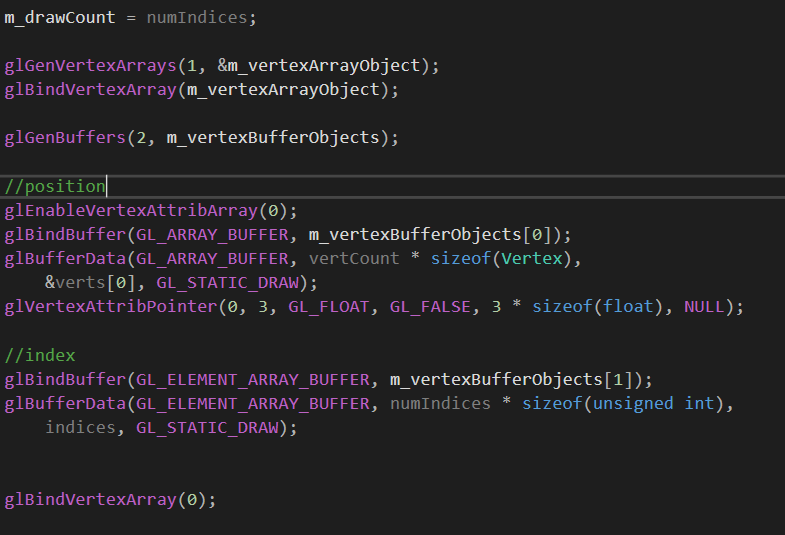 m_drawCount = numIndices;
glGenVertexArrays(1, &m_vertexArrayObject);
glBindVertexArray(m_vertexArrayObject);
glGenBuffers(2, m_vertexBufferObjects);
//position
glEnableVertexAttribArray(0);
glBindBuffer(GL_ARRAY_BUFFER, m_vertexBufferObjects[0]);
glBufferData(GL_ARRAY_BUFFER, vertCount * sizeof(Vertex),
&verts[0], GL_STATIC_DRAW);
glVertexAttribPointer(0, 3, GL_FLOAT, GL_FALSE, 3 * sizeof(float), NULL);
//index
glBindBuffer(GL_ELEMENT_ARRAY_BUFFER, m_vertexBufferObjects[1]);
glBufferData(GL_ELEMENT_ARRAY_BUFFER, numIndices * sizeof(unsigned int),
indices, GL_STATIC_DRAW);
glBindVertexArray(0);